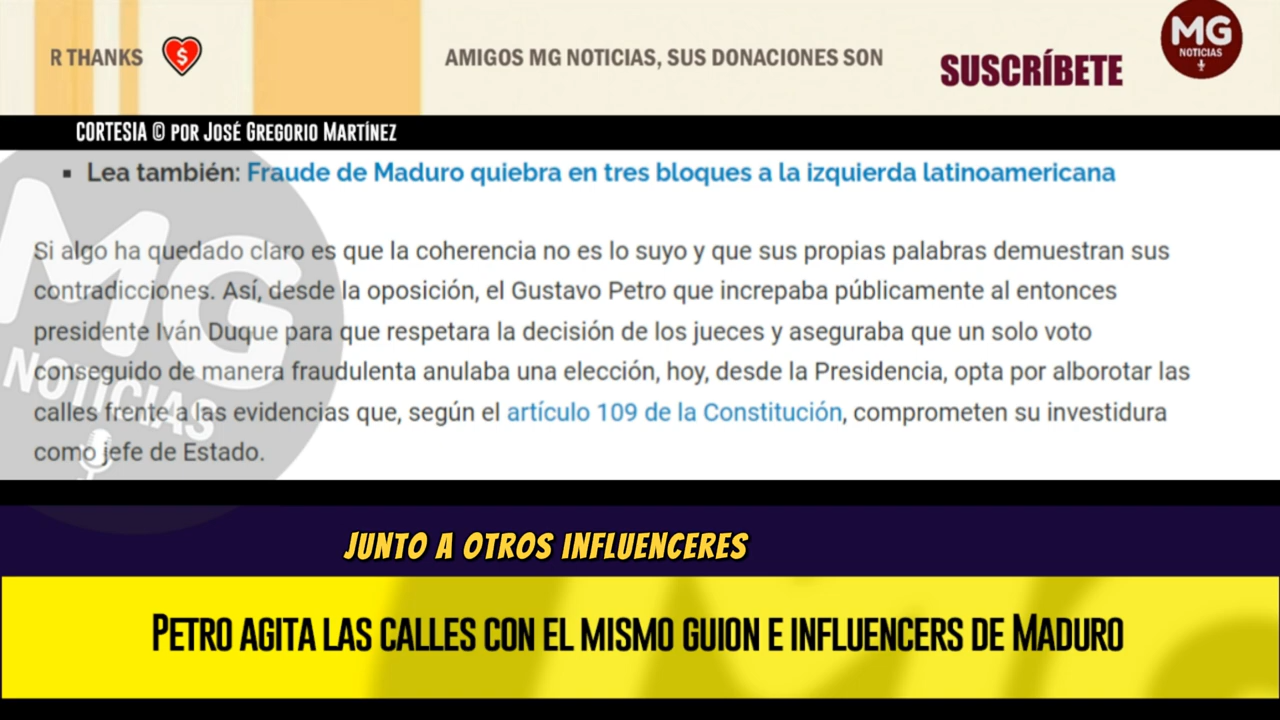 R THANKS
AMIGOS MG NOTICIAS, SUS DONACIONES SON
SUSCRÍBETE
MG
NOTICIAS
CORTESIA © POR JOSÉ GREGORIO MARTÍNEZ
▪ Lea también: Fraude de Maduro quiebra en tres bloques a la izquierda latinoamericana
Si algo ha quedado claro es que la coherencia no es lo suyo y que sus propias palabras demuestran sus
contradicciones. Así, desde la oposición, el Gustavo Petro que increpaba públicamente al entonces
presidente Iván Duque para que respetara la decisión de los jueces y aseguraba que un solo voto
conseguido de manera fraudulenta anulaba una elección, hoy, desde la Presidencia, opta por alborotar las
calles frente a las evidencias que, según el artículo 109 de la Constitución, comprometen su investidura
como jefe de Estado.
MG
NOTICIAS
JUNTO A OTROS INFLUENCERES
PETRO AGITA LAS CALLES CON EL MISMO GUION E INFLUENCERS DE MADURO